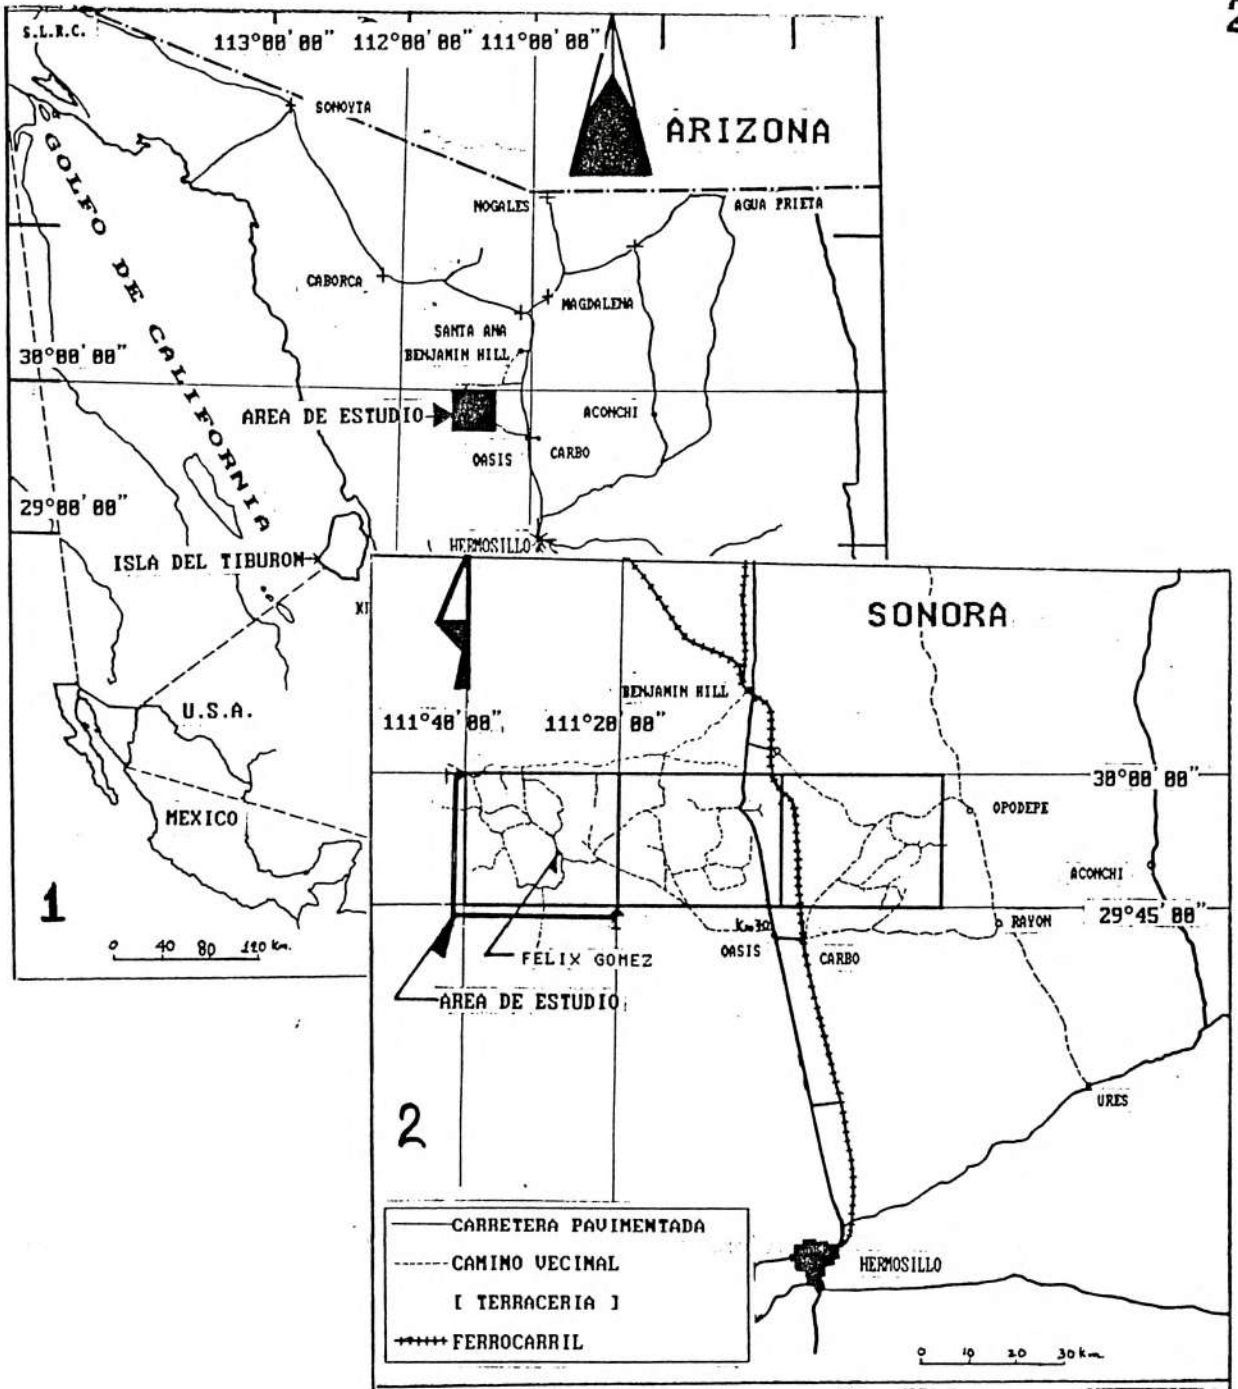 2
S.L.R.C.
113°00'00" 112°00'00" 111°00'00"
SONOYTA
ARIZONA
GOLFO DE CALIFORNIA
NOGALES
AGUA PRIETA
CABORCA
MAGDALENA
SANTA ANA
BENJAMIN HILL
30°00'00"
AREA DE ESTUDIO
ACONCHI
OASIS
CARBO
29°00'00"
HERMOSILLO
ISLA DEL TIBURON
U.S.A.
MEXICO
1
0 40 80 120 km.
SONORA
BENJAMIN HILL
111°40'00" 111°20'00"
30°00'00"
OPODEPE
ACONCHI
29°45'00"
RAYON
OASIS
CARBO
FELIX GOMEZ
AREA DE ESTUDIO
URES
2
CARRETERA PAVIMENTADA
CAMINO VECINAL
[ TERRACERIA ]
FERROCARRIL
HERMOSILLO
0 10 20 30 km